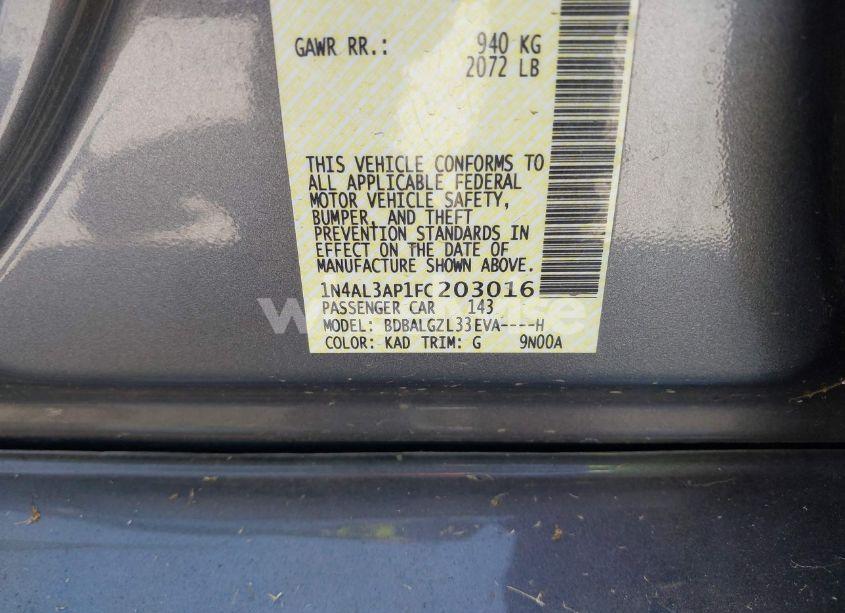 GAWR RR.: 940 KG
2072 LB
THIS VEHICLE CONFORMS TO
ALL APPLICABLE FEDERAL
MOTOR VEHICLE SAFETY,
BUMPER, AND THEFT
PREVENTION STANDARDS IN
EFFECT ON THE DATE OF
MANUFACTURE SHOWN ABOVE.
1N4AL3AP1FC203016
PASSENGER CAR 143
MODEL: BDBALGZL33EVA----H
COLOR: KAD TRIM: G 9N00A